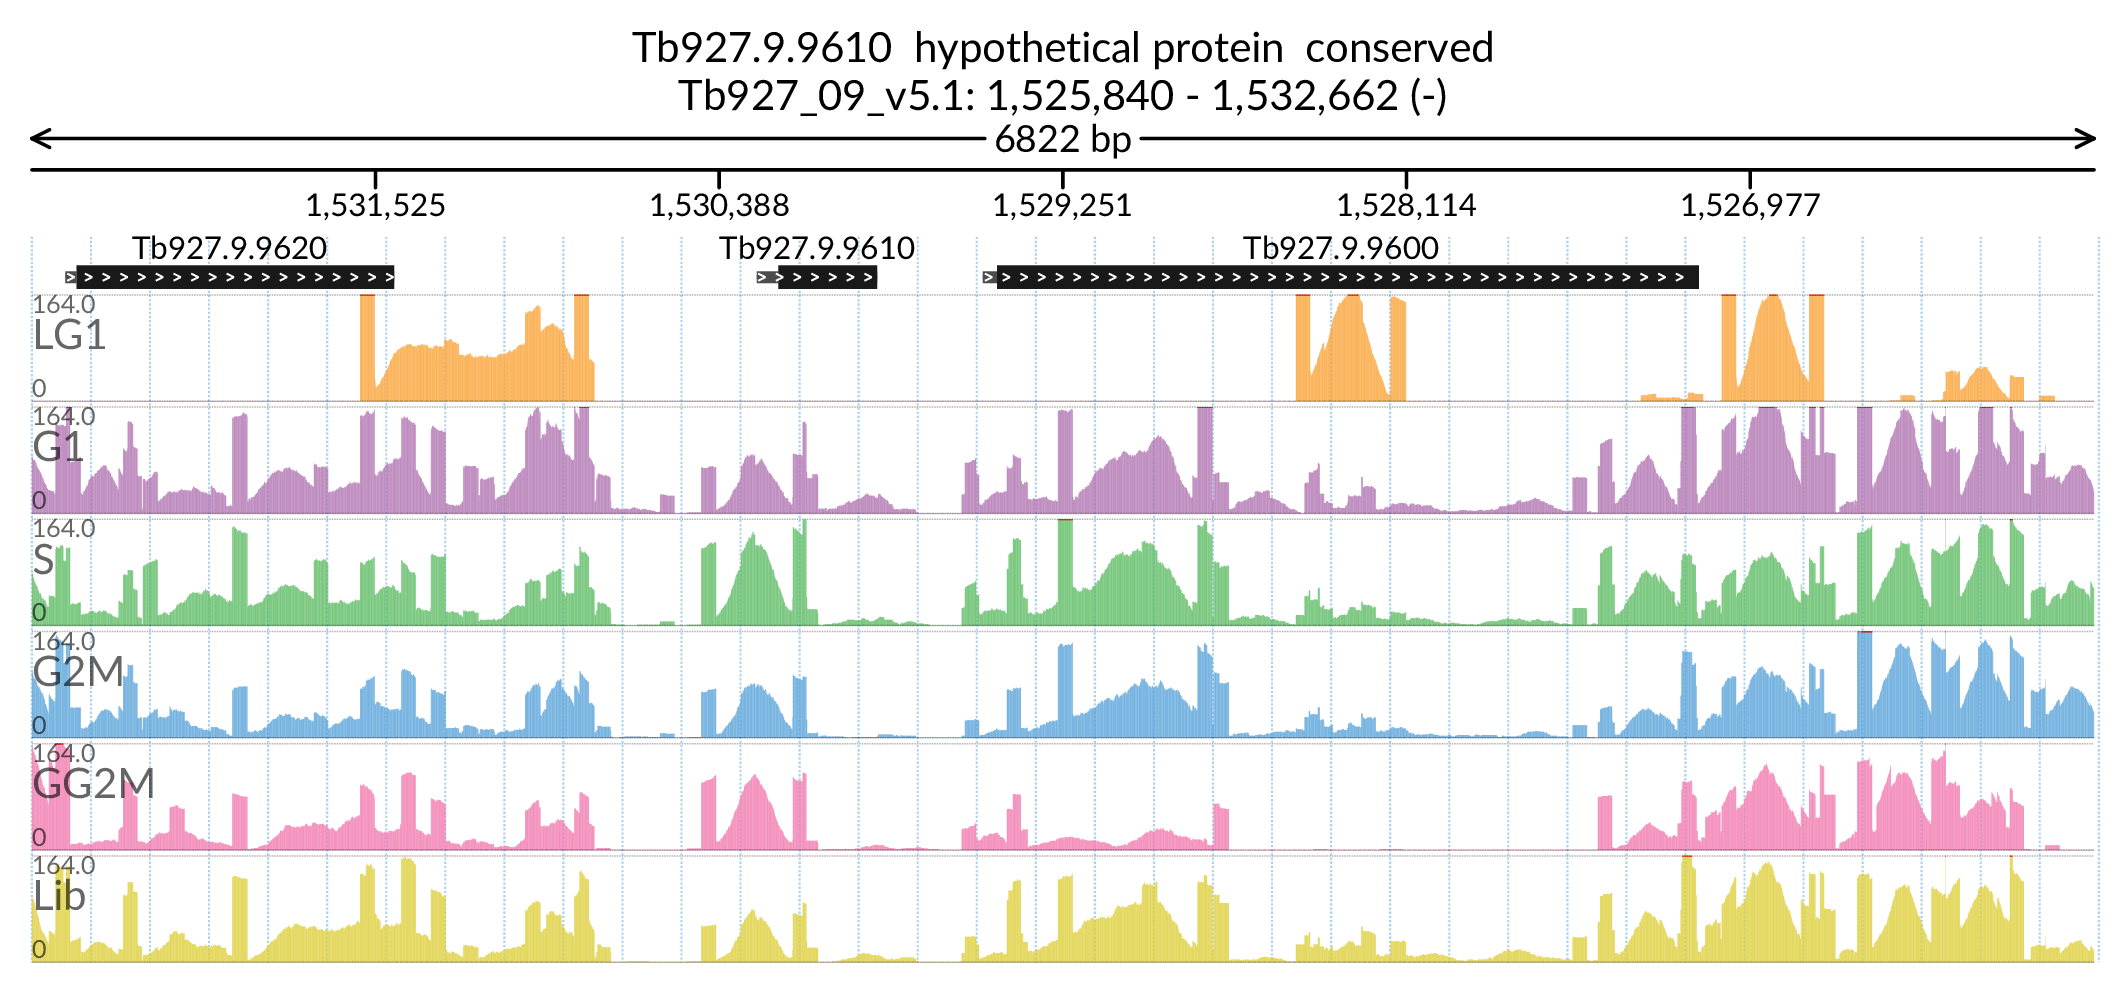 Tb927.9.9610  hypothetical protein  conserved
Tb927_09_v5.1: 1,525,840 - 1,532,662 (-)
6822 bp
1,531,525 1,530,388 1,529,251 1,528,114 1,526,977
Tb927.9.9620 Tb927.9.9610 Tb927.9.9600
164.0
LG1
0
164.0
G1
0
164.0
S
0
164.0
G2M
0
164.0
GG2M
0
164.0
Lib
0